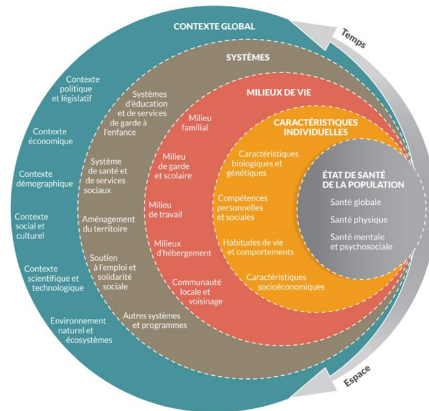 CONTEXTE GLOBAL
Contexte
politique
et législatif
Contexte
économique
Contexte
démographique
Contexte
social et
culturel
Contexte
scientifique et
technologique
Environnement
naturel et
écosystèmes
SYSTÈMES
Systèmes
d'éducation
et de services
de garde à
l'enfance
Système
de santé et
de services
sociaux
Aménagement
du territoire
Soutien
à l'emploi et
solidarité
sociale
Autres systèmes
et programmes
MILIEUX DE VIE
Milieu
familial
Milieu
de garde
et scolaire
Milieu
de travail
Milieux
d'hébergement
Communauté
locale et
voisinage
CARACTÉRISTIQUES
INDIVIDUELLES
Caractéristiques
biologiques et
génétiques
Compétences
personnelles
et sociales
Habitudes de vie
et comportements
Caractéristiques
socioéconomiques
ÉTAT DE SANTÉ
DE LA POPULATION
Santé globale
Santé physique
Santé mentale
et psychosociale
Temps
Espace